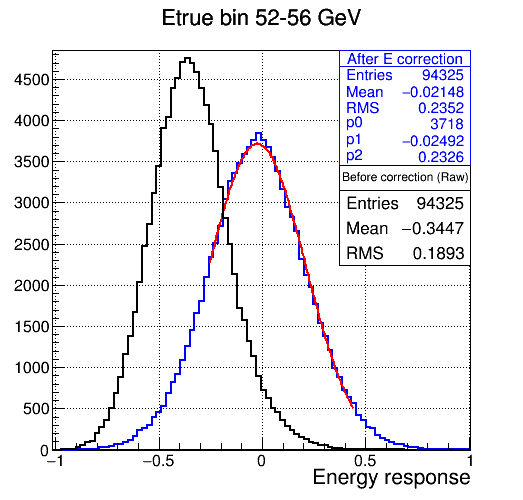 Etrue bin 52-56 GeV
After E correction
Entries 94325
Mean −0.02148
RMS 0.2352
p0 3718
p1 −0.02492
p2 0.2326
Before correction (Raw)
Entries 94325
Mean −0.3447
RMS 0.1893
4500
4000
3500
3000
2500
2000
1500
1000
500
0
−1 −0.5 0 0.5 1
Energy response